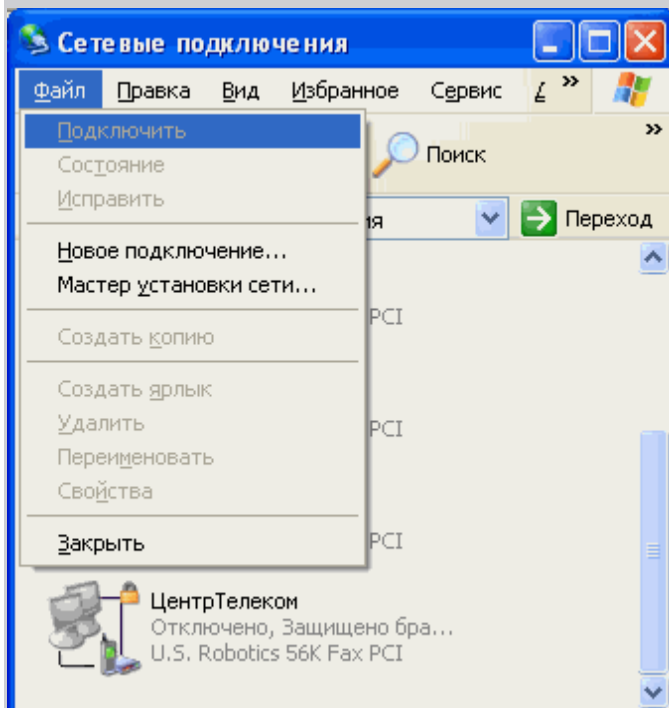 Сетевые подключения
Файл Правка Вид Избранное Сервис »
Подключить
Состояние
Исправить
Новое подключение...
Мастер установки сети...
Создать копию
Создать ярлык
Удалить
Переименовать
Свойства
Закрыть
Поиск »
ия Переход
PCI
PCI
PCI
ЦентрТелеком
Отключено, Защищено бра...
U.S. Robotics 56K Fax PCI